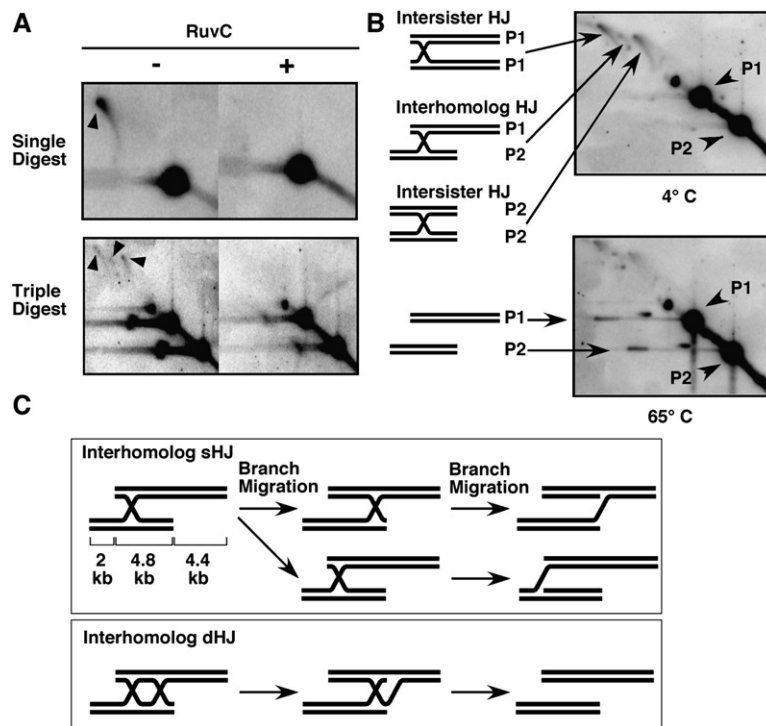 A
RuvC
- +
Single
Digest
Triple
Digest
B
Intersister HJ
P1
P1
Interhomolog HJ
P1
P2
Intersister HJ
P2
P2
P1
P2
P1
P2
4° C
P1
P2
65° C
C
Interhomolog sHJ
Branch
Migration
Branch
Migration
2 4.8 4.4
kb kb kb
Interhomolog dHJ